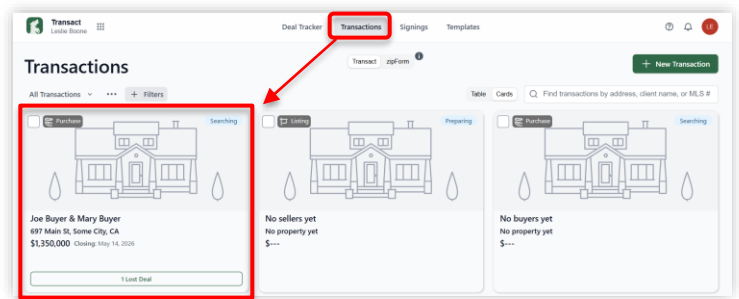 Transact
Leslie Boone
Deal Tracker Transactions Signings Templates
LE
Transactions
Transact zipForm
+ New Transaction
All Transactions ••• + Filters
Table Cards Find transactions by address, client name, or MLS #
Purchase Searching
Joe Buyer & Mary Buyer
697 Main St, Some City, CA
$1,350,000 Closing: May 14, 2026
1 Lost Deal
Listing Preparing
No sellers yet
No property yet
$---
Purchase Searching
No buyers yet
No property yet
$---